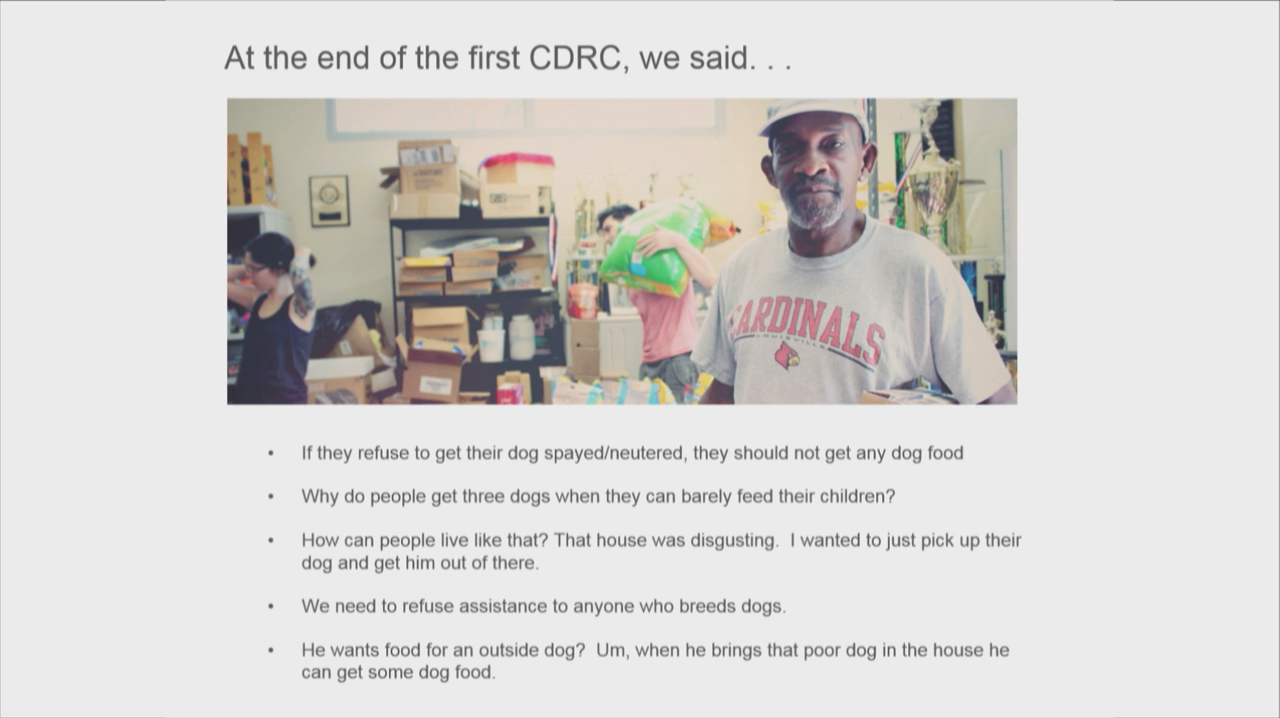 At the end of the first CDRC, we said. . .
CARDINALS
LOUISVILLE
• If they refuse to get their dog spayed/neutered, they should not get any dog food
• Why do people get three dogs when they can barely feed their children?
• How can people live like that? That house was disgusting.  I wanted to just pick up their
dog and get him out of there.
• We need to refuse assistance to anyone who breeds dogs.
• He wants food for an outside dog?  Um, when he brings that poor dog in the house he
can get some dog food.